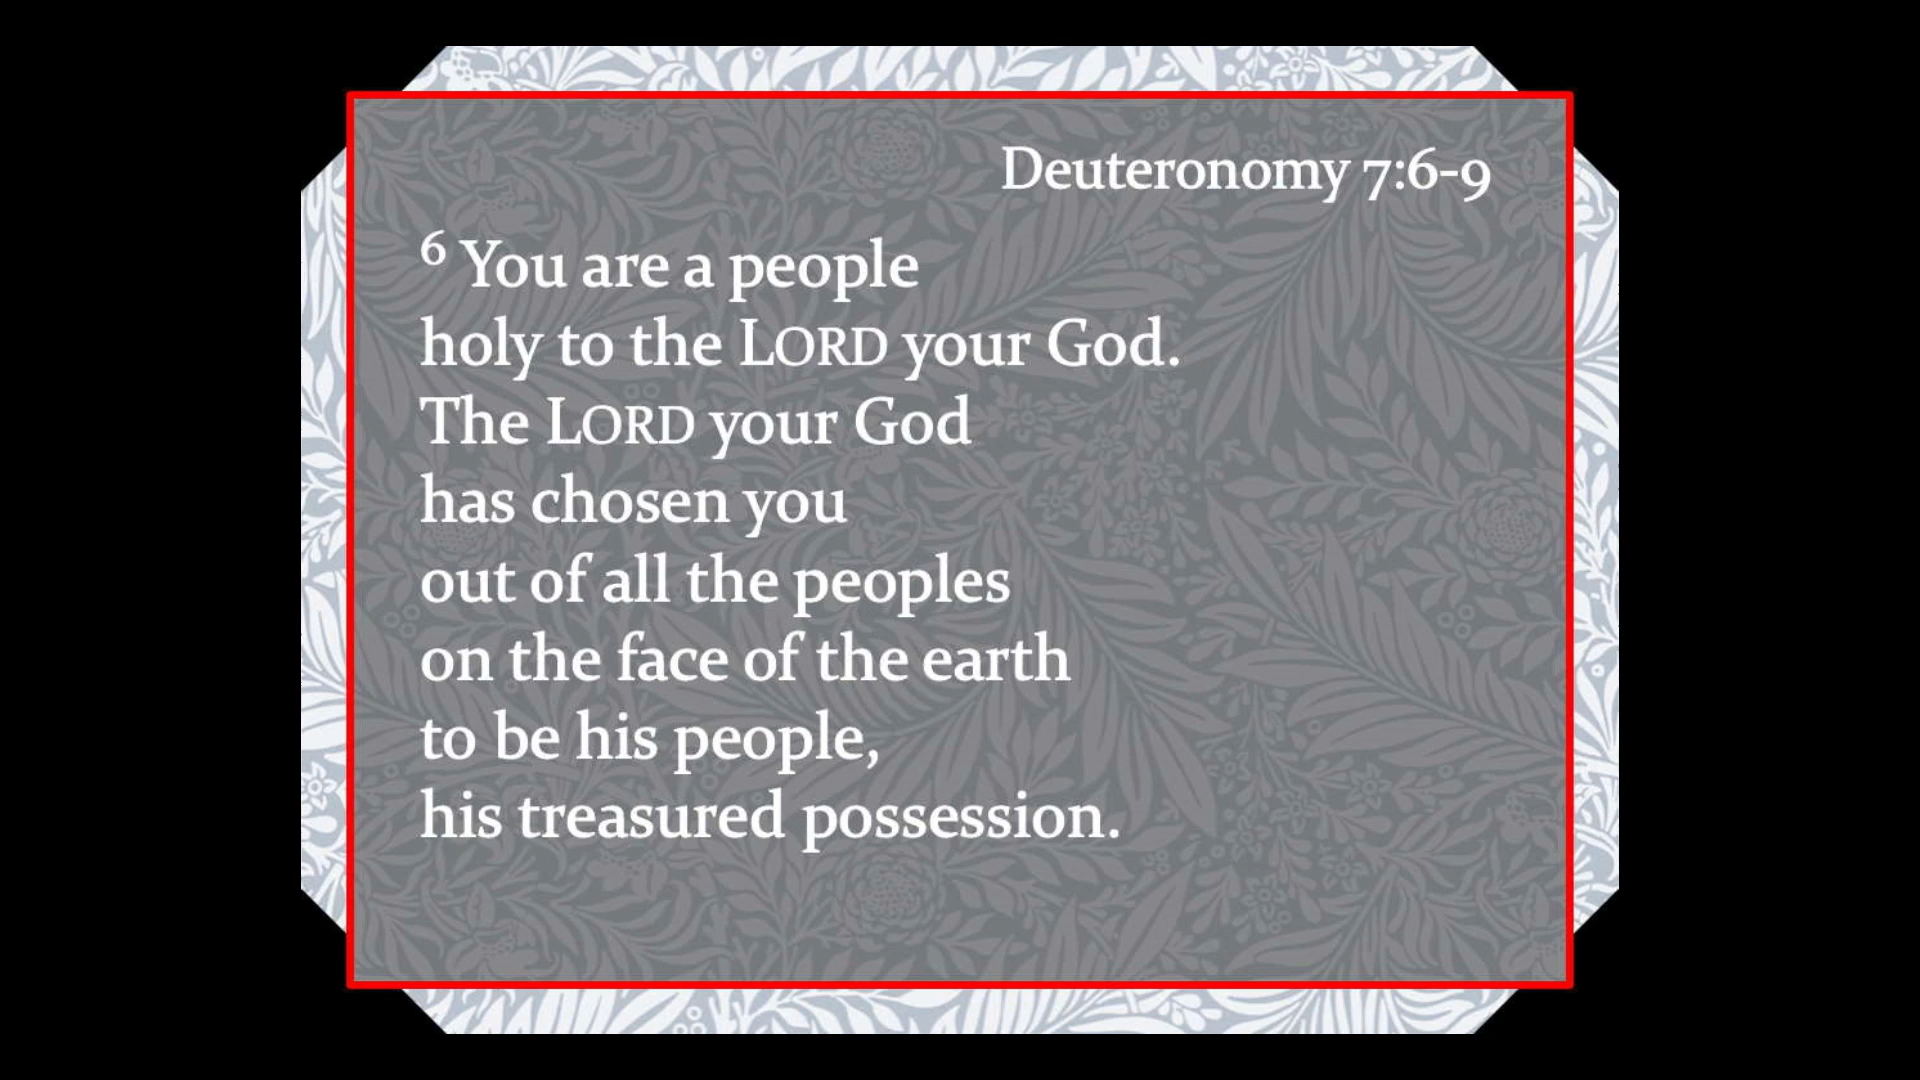 Deuteronomy 7:6-9
6 You are a people
holy to the LORD your God.
The LORD your God
has chosen you
out of all the peoples
on the face of the earth
to be his people,
his treasured possession.